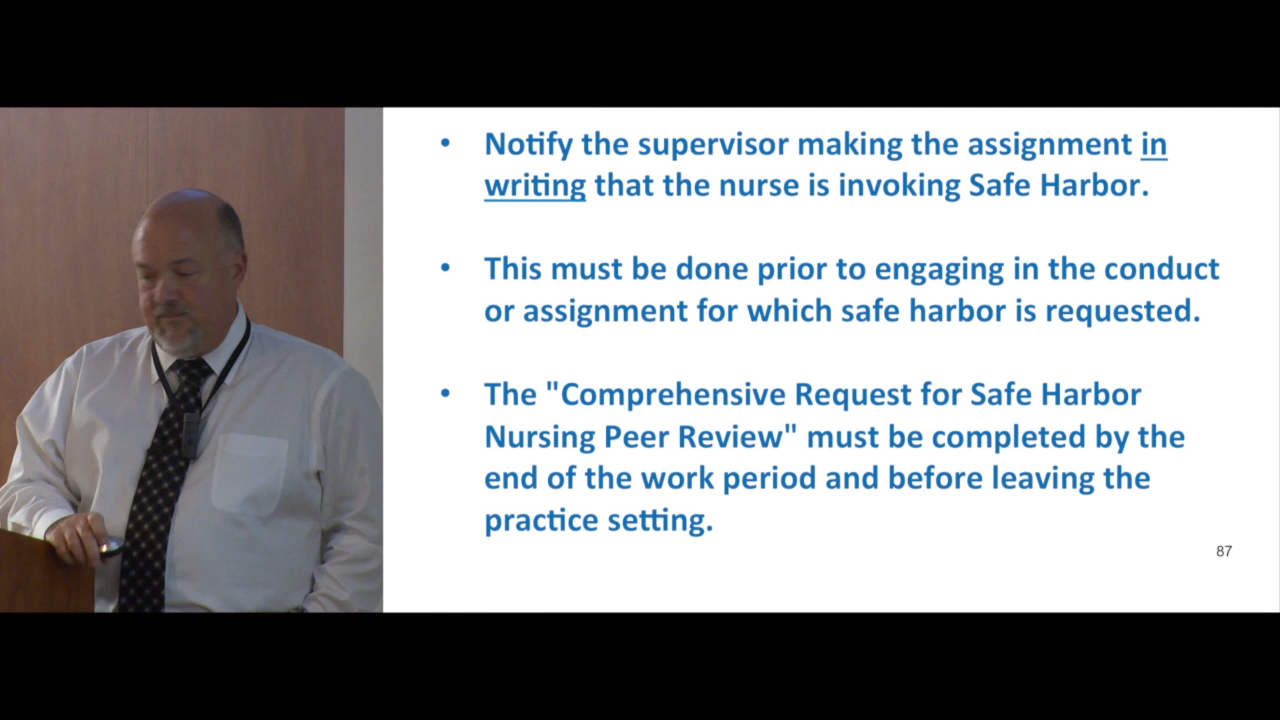 • Notify the supervisor making the assignment in
writing that the nurse is invoking Safe Harbor.
• This must be done prior to engaging in the conduct
or assignment for which safe harbor is requested.
• The "Comprehensive Request for Safe Harbor
Nursing Peer Review" must be completed by the
end of the work period and before leaving the
practice setting.
87